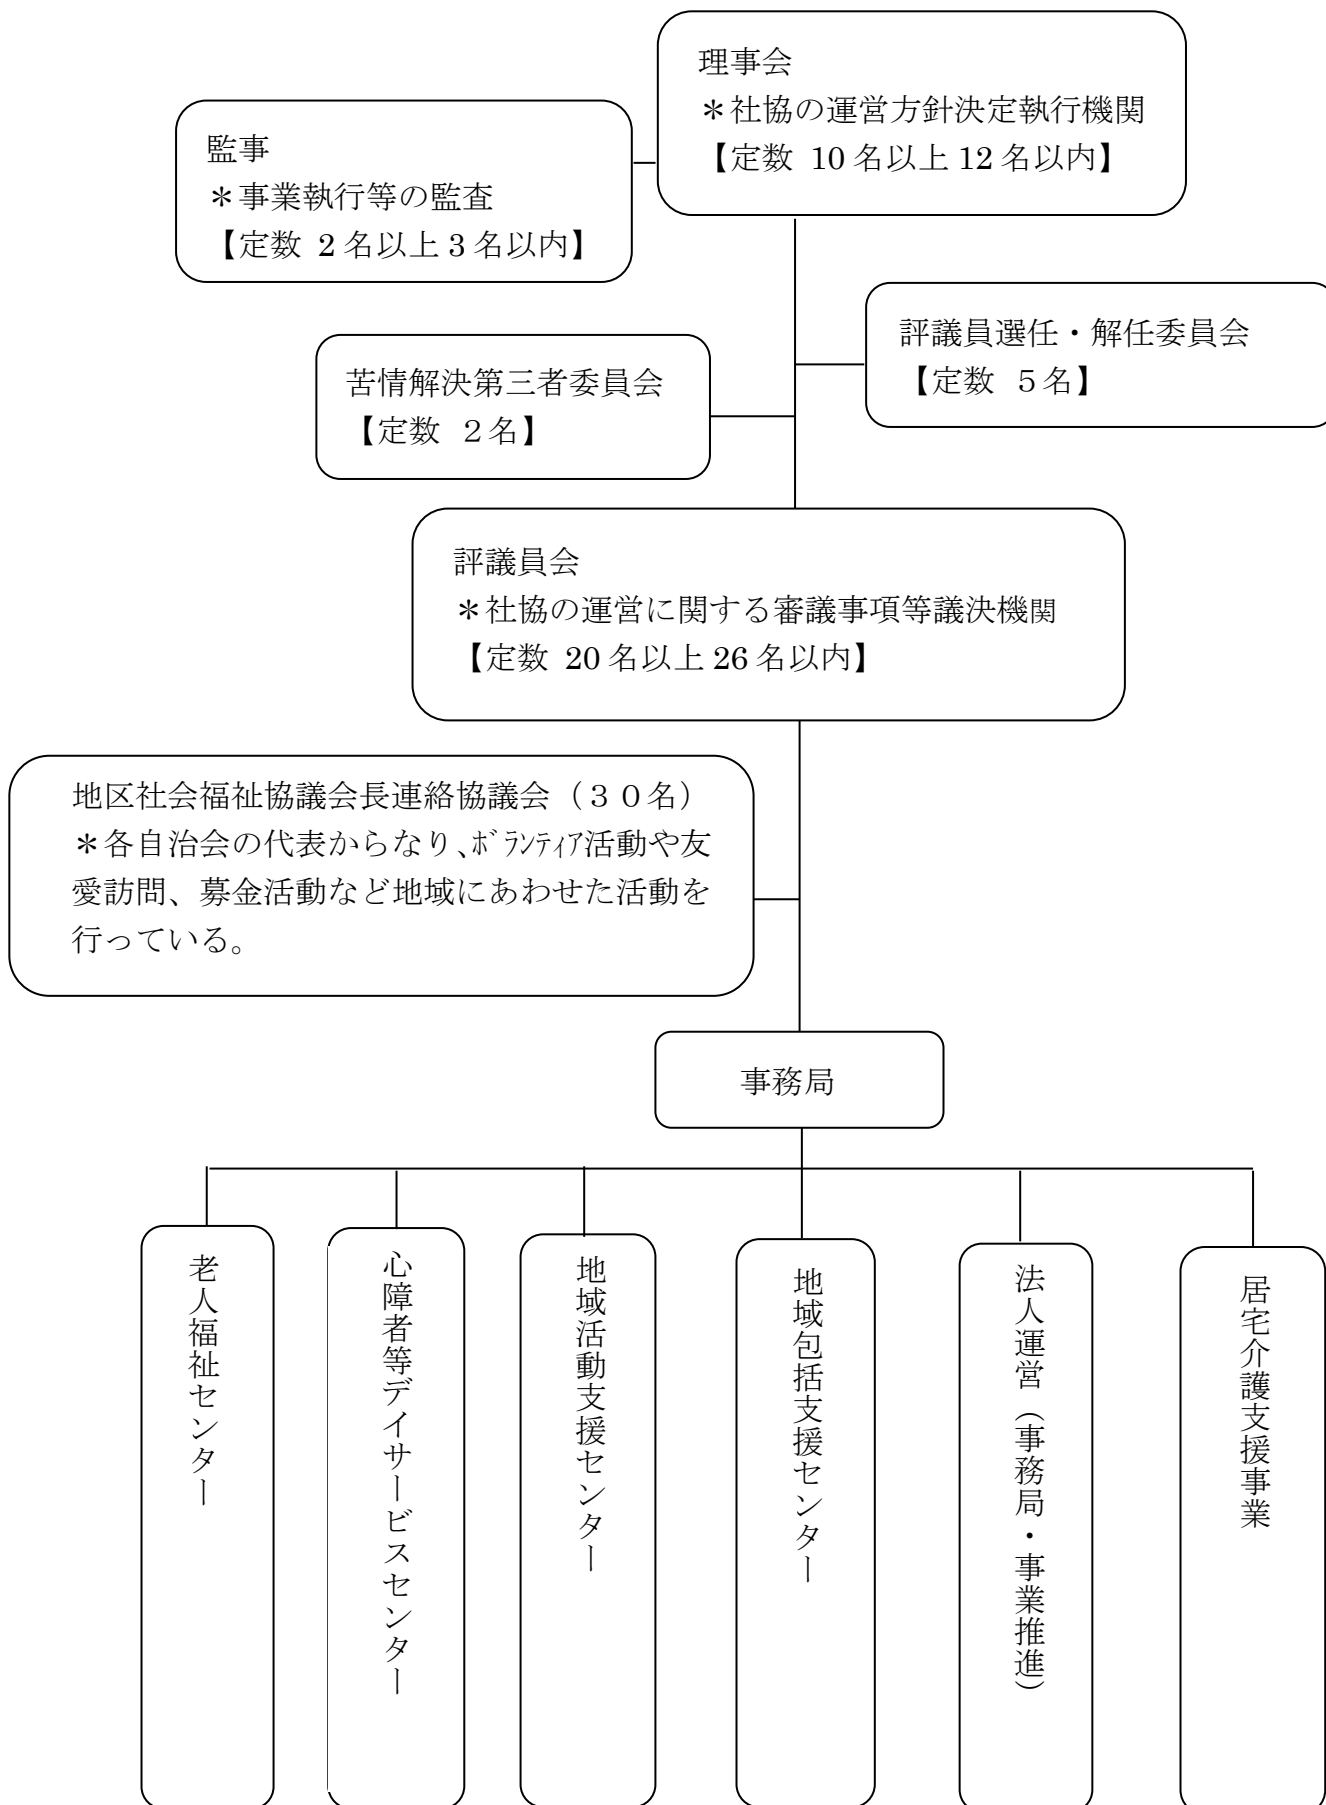 理事会
＊社協の運営方針決定執行機関
【定数 10名以上12名以内】
監事
＊事業執行等の監査
【定数 2名以上3名以内】
評議員選任・解任委員会
【定数 ５名】
苦情解決第三者委員会
【定数 ２名】
評議員会
＊社協の運営に関する審議事項等議決機関
【定数 20名以上26名以内】
地区社会福祉協議会長連絡協議会（３０名）
＊各自治会の代表からなり、ﾎﾞﾗﾝﾃｨｱ活動や友
愛訪問、募金活動など地域にあわせた活動を
行っている。
事務局
老人福祉センター
心障者等デイサービスセンター
地域活動支援センター
地域包括支援センター
法人運営（事務局・事業推進）
居宅介護支援事業